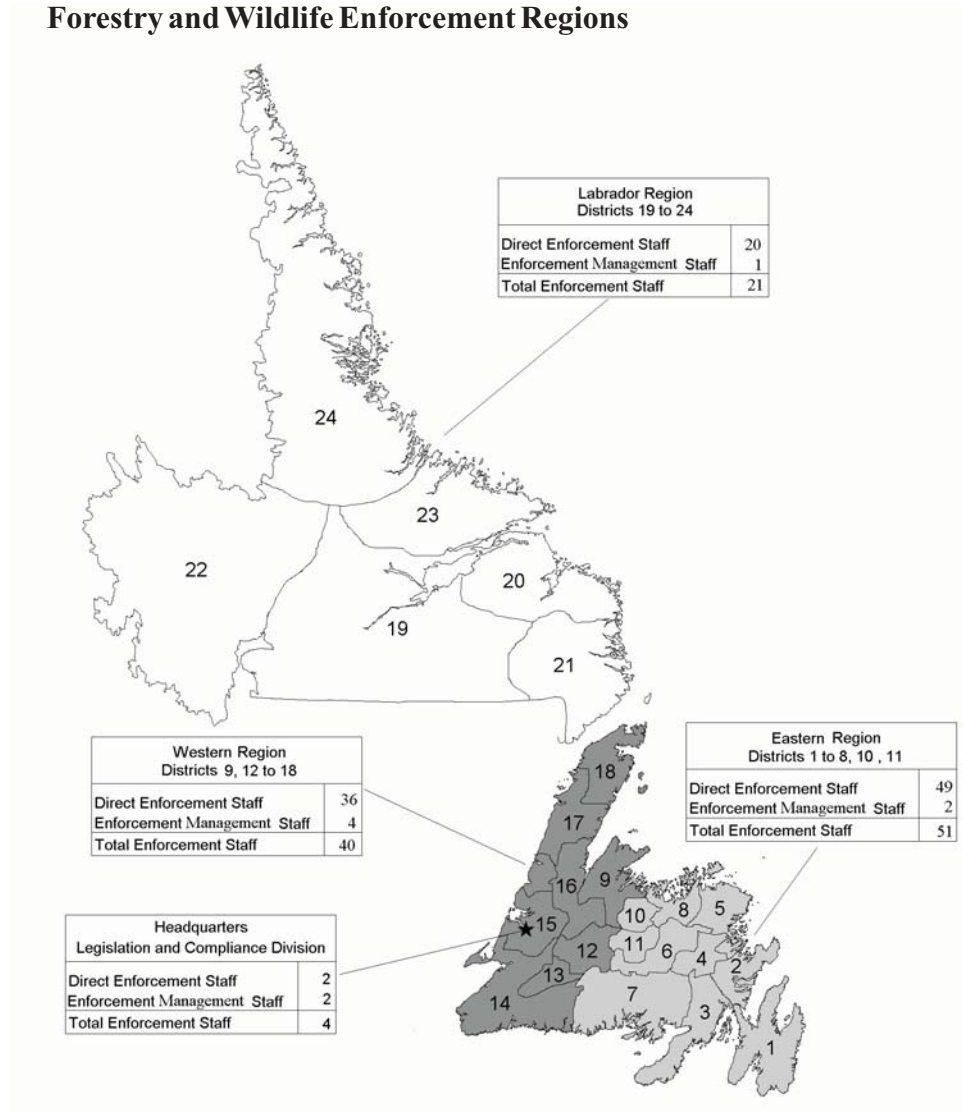 Forestry and Wildlife Enforcement Regions
Labrador Region
Districts 19 to 24
Direct Enforcement Staff 20
Enforcement Management Staff 1
Total Enforcement Staff 21
24
23
22
20
19
21
Western Region
Districts 9, 12 to 18
Direct Enforcement Staff 36
Enforcement Management Staff 4
Total Enforcement Staff 40
Eastern Region
Districts 1 to 8, 10 , 11
Direct Enforcement Staff 49
Enforcement Management Staff 2
Total Enforcement Staff 51
18
17
16
9
10
8
5
15
11
12
6
4
2
13
7
14
3
1
Headquarters
Legislation and Compliance Division
Direct Enforcement Staff 2
Enforcement Management Staff 2
Total Enforcement Staff 4